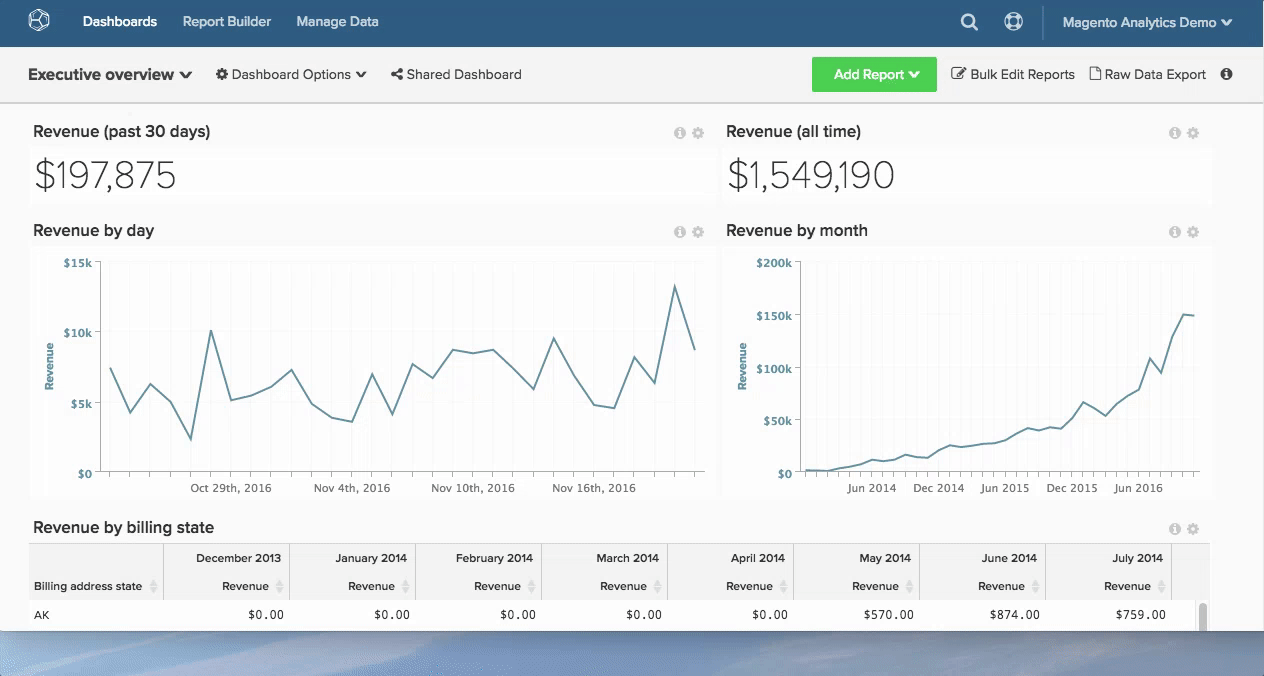 Dashboards Report Builder Manage Data Magento Analytics Demo
Executive overview Dashboard Options Shared Dashboard Add Report Bulk Edit Reports Raw Data Export
Revenue (past 30 days)
$197,875
Revenue (all time)
$1,549,190
Revenue by day
$15k
$10k
$5k
$0
Revenue
Oct 29th, 2016 Nov 4th, 2016 Nov 10th, 2016 Nov 16th, 2016
Revenue by month
$200k
$150k
$100k
$50k
$0
Revenue
Jun 2014 Dec 2014 Jun 2015 Dec 2015 Jun 2016
Revenue by billing state
December 2013 January 2014 February 2014 March 2014 April 2014 May 2014 June 2014 July 2014
Billing address state Revenue Revenue Revenue Revenue Revenue Revenue Revenue Revenue
AK $0.00 $0.00 $0.00 $0.00 $0.00 $570.00 $874.00 $759.00